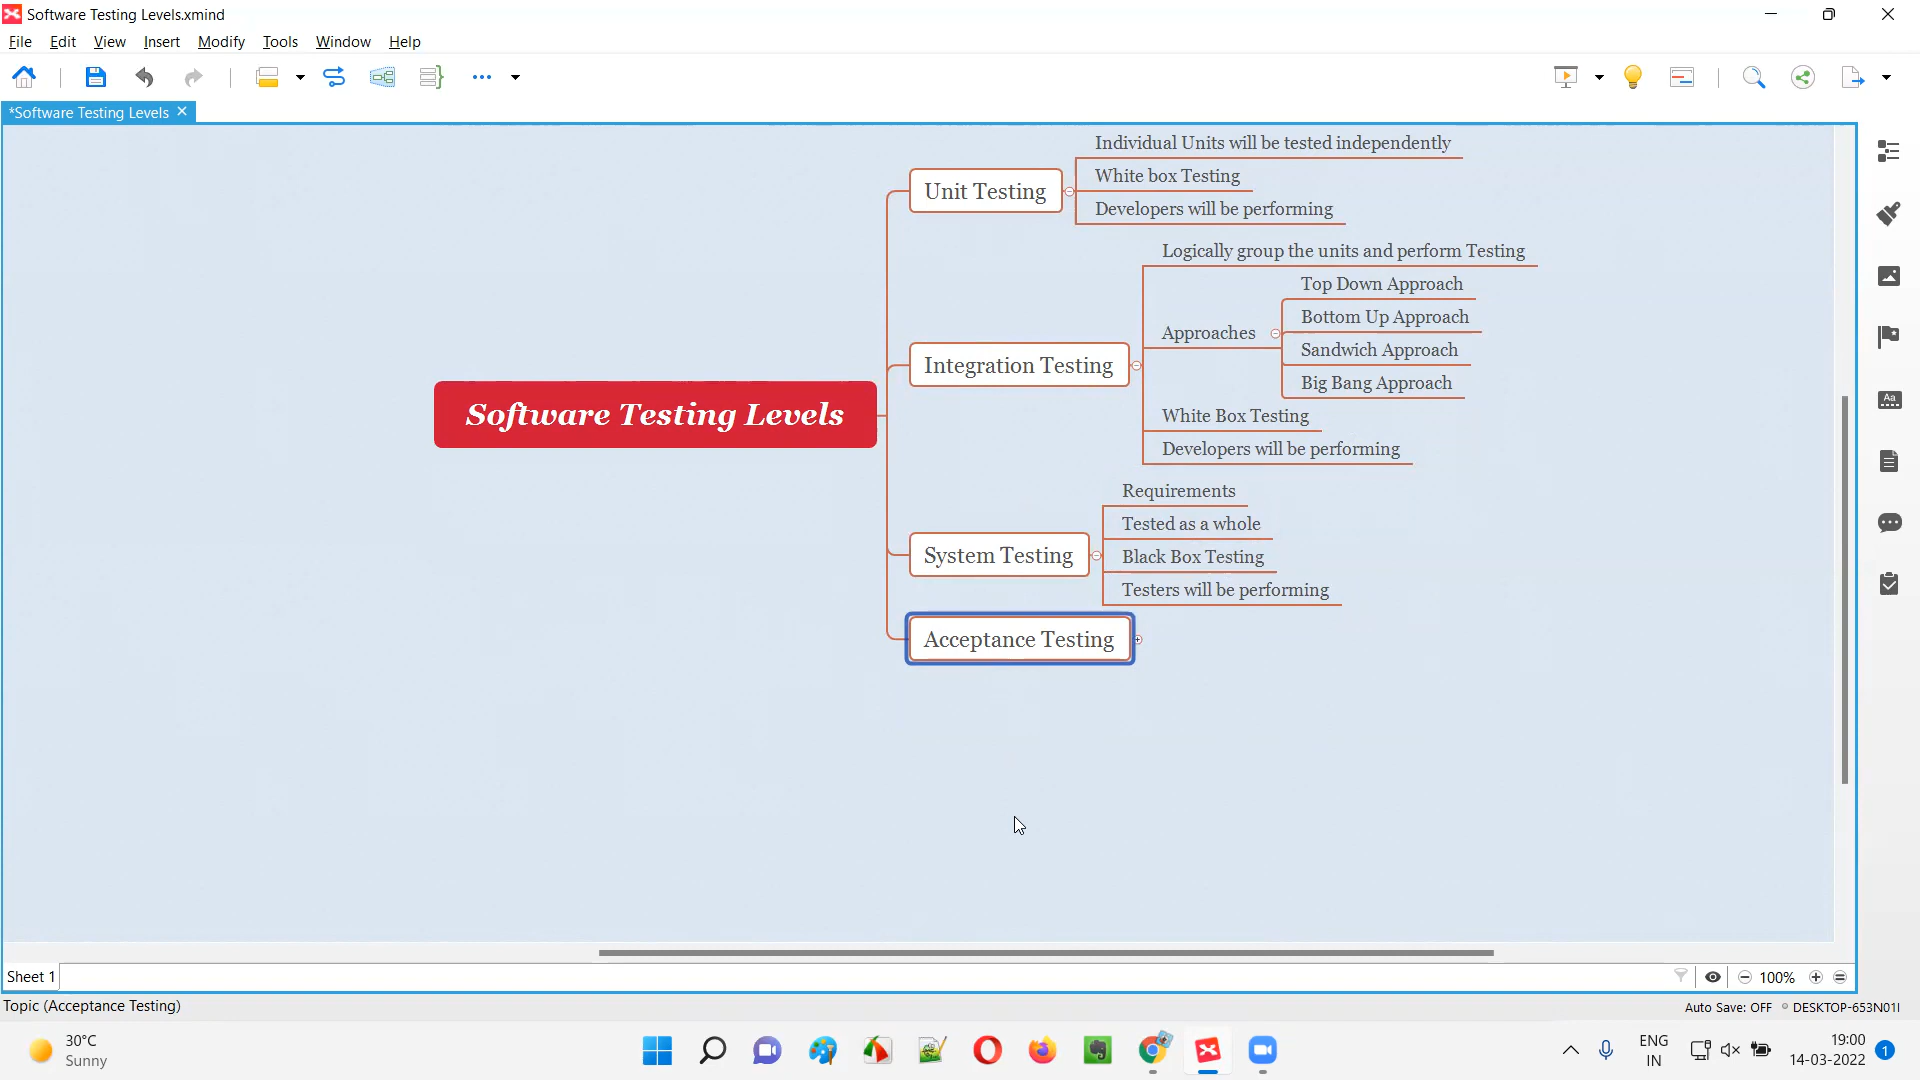 Software Testing Levels.xmind
File Edit View Insert Modify Tools Window Help
*Software Testing Levels
Individual Units will be tested independently
Unit Testing
White box Testing
Developers will be performing
Logically group the units and perform Testing
Top Down Approach
Bottom Up Approach
Approaches
Sandwich Approach
Integration Testing
Big Bang Approach
Software Testing Levels
White Box Testing
Developers will be performing
Requirements
Tested as a whole
System Testing
Black Box Testing
Testers will be performing
Acceptance Testing
Aa
Sheet 1
100%
Topic (Acceptance Testing)
Auto Save: OFF
DESKTOP-653N01I
30°C
Sunny
ENG
IN
19:00
14-03-2022
1